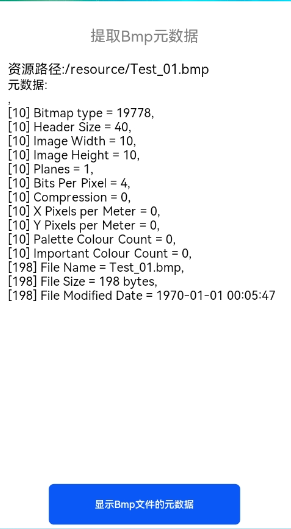 提取Bmp元数据
资源路径:/resource/Test_01.bmp
元数据:
,
[10] Bitmap type = 19778,
[10] Header Size = 40,
[10] Image Width = 10,
[10] Image Height = 10,
[10] Planes = 1,
[10] Bits Per Pixel = 4,
[10] Compression = 0,
[10] X Pixels per Meter = 0,
[10] Y Pixels per Meter = 0,
[10] Palette Colour Count = 0,
[10] Important Colour Count = 0,
[198] File Name = Test_01.bmp,
[198] File Size = 198 bytes,
[198] File Modified Date = 1970-01-01 00:05:47
显示Bmp文件的元数据